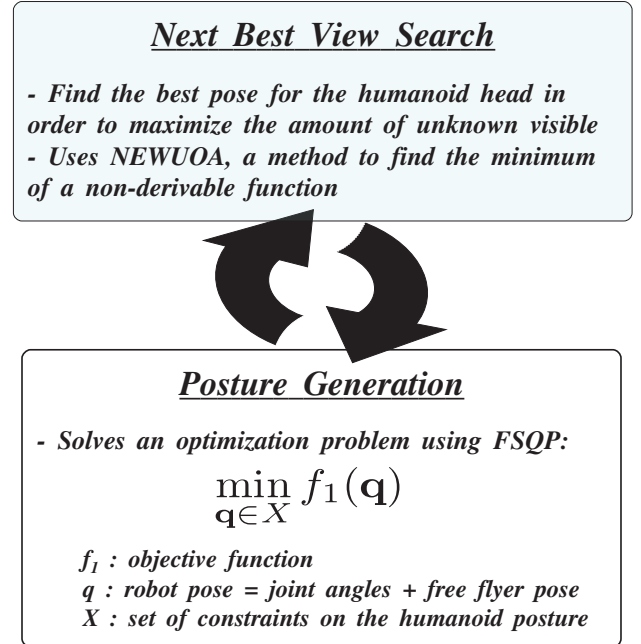 Next Best View Search
- Find the best pose for the humanoid head in
order to maximize the amount of unknown visible
- Uses NEWUOA, a method to find the minimum
of a non-derivable function
Posture Generation
- Solves an optimization problem using FSQP:
min f₁(q)
q∈X
f₁ : objective function
q : robot pose = joint angles + free flyer pose
X : set of constraints on the humanoid posture